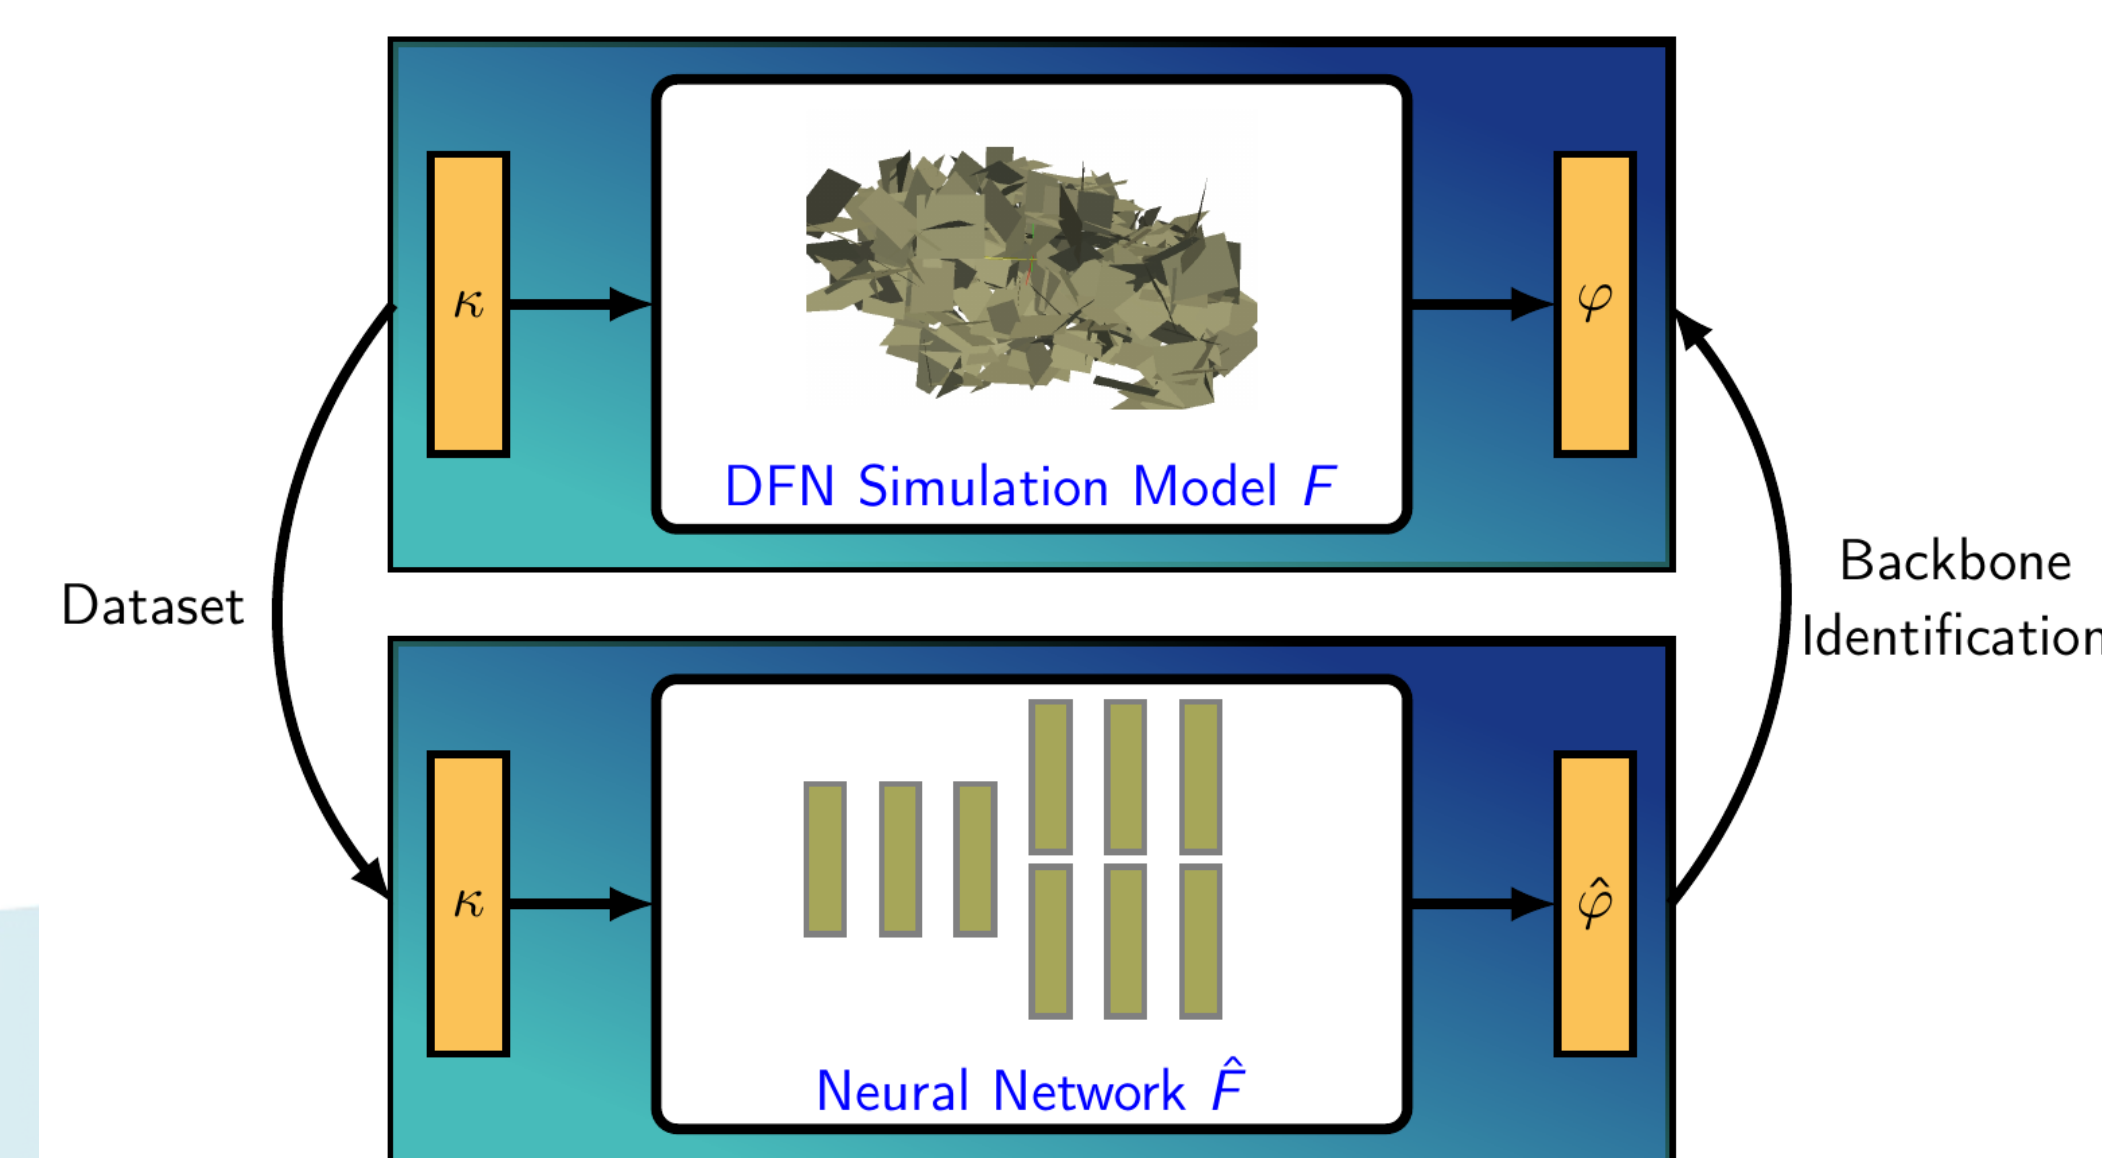 κ
φ
DFN Simulation Model F
Dataset
Backbone
Identification
κ
φ̂
Neural Network F̂